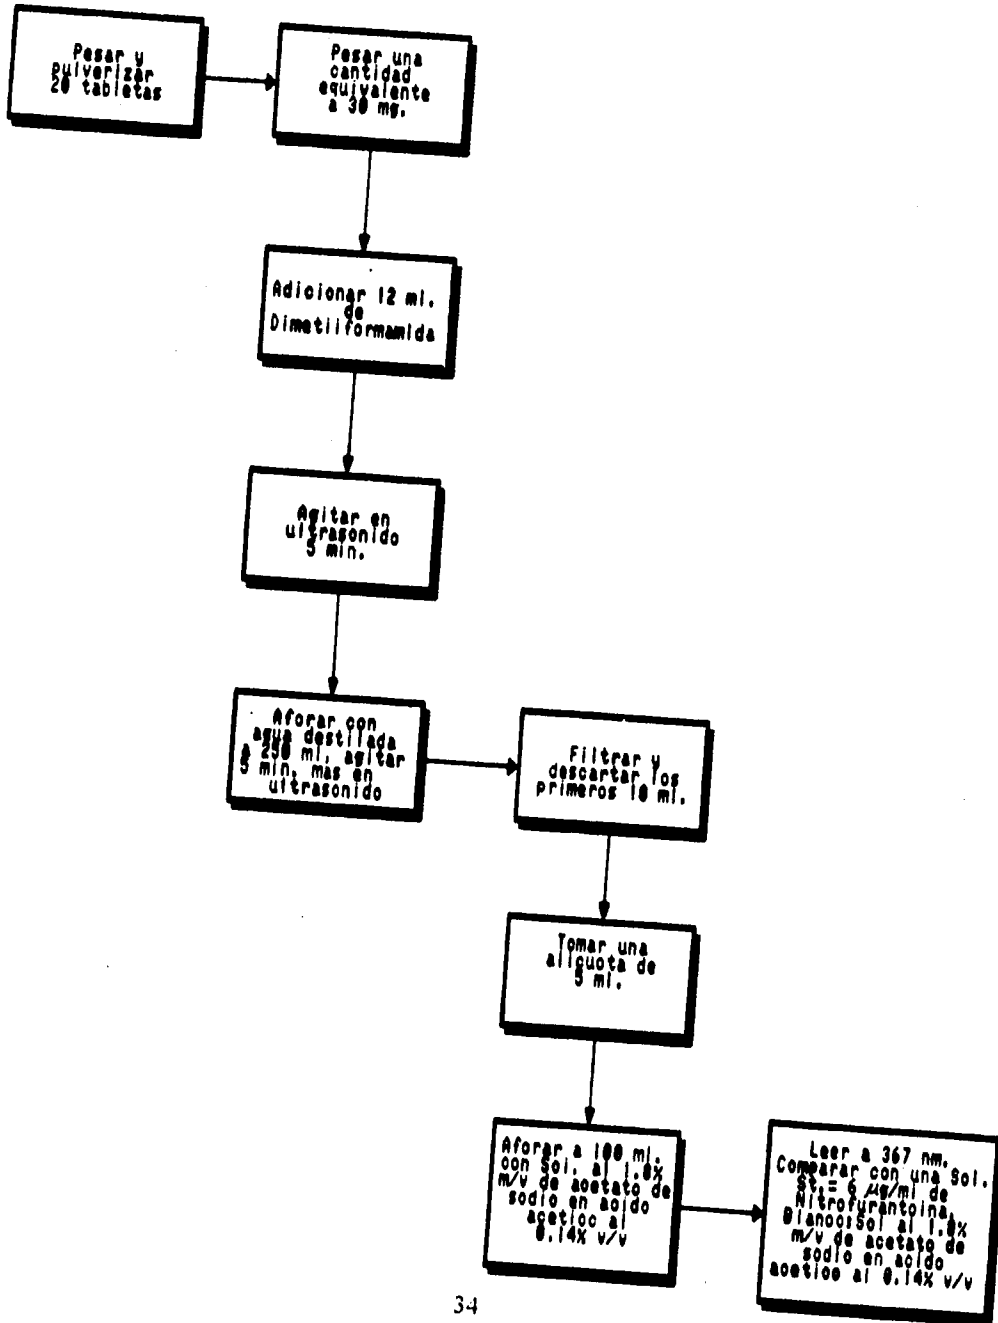 Pesar y
pulverizar
20 tabletas
Pesar una
cantidad
equivalente
a 30 mg.
Adicionar 12 ml.
de
Dimetilformamida
Agitar en
ultrasonido
5 min.
Aforar con
agua destilada
a 250 ml, agitar
5 min. mas en
ultrasonido
Filtrar y
descartar los
primeros 10 ml.
Tomar una
alicuota de
5 ml.
Aforar a 100 ml.
con Sol. al 1.8%
m/v de acetato de
sodio en acido
acetico al
0.14% v/v
Leer a 367 nm.
Comparar con una Sol.
St.= 6 µg/ml de
Nitrofurantoina.
Blanco:Sol al 1.8%
m/v de acetato de
sodio en acido
acetico al 0.14% v/v
34